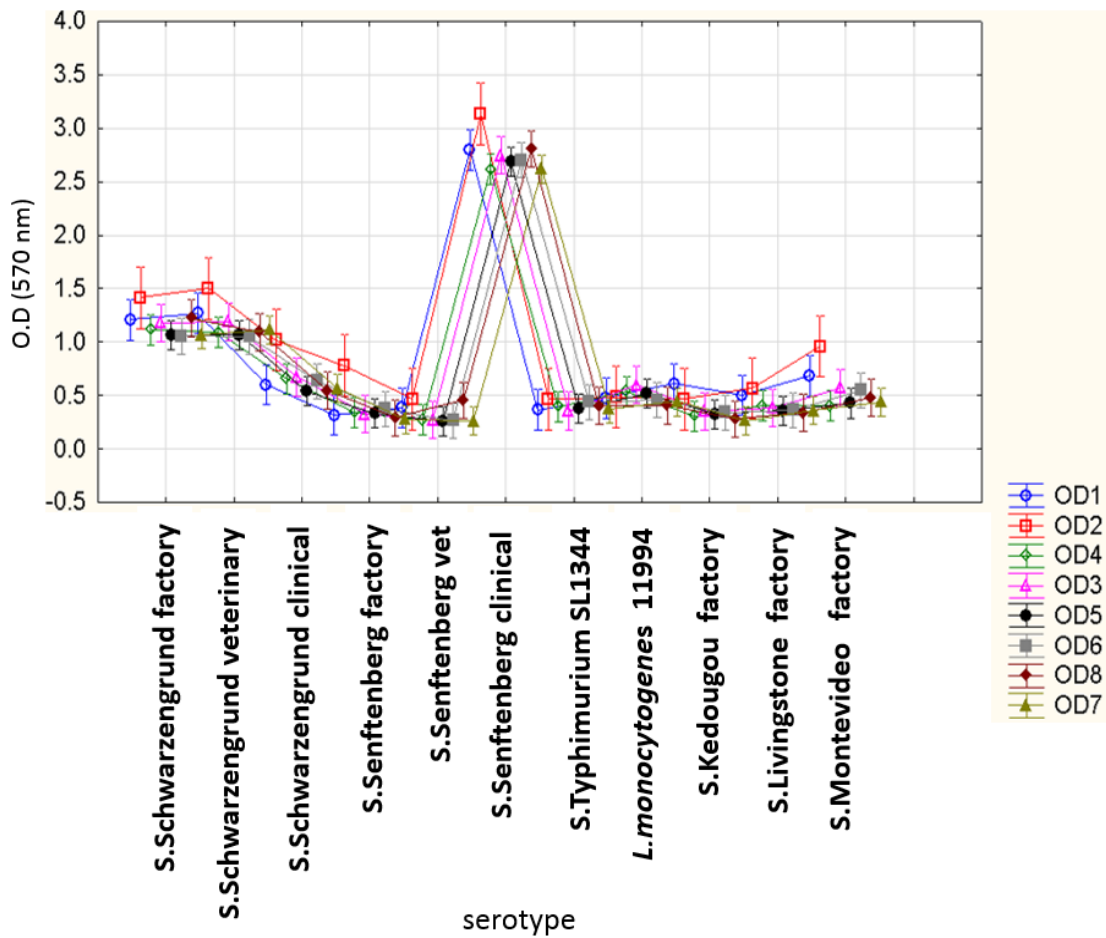 4.0
3.5
3.0
2.5
2.0
1.5
1.0
0.5
0.0
-0.5
O.D (570 nm)
S.Schwarzengrund factory
S.Schwarzengrund veterinary
S.Schwarzengrund clinical
S.Senftenberg factory
S.Senftenberg vet
S.Senftenberg clinical
S.Typhimurium SL1344
L.monocytogenes 11994
S.Kedougou factory
S.Livingstone factory
S.Montevideo factory
serotype
OD1
OD2
OD4
OD3
OD5
OD6
OD8
OD7